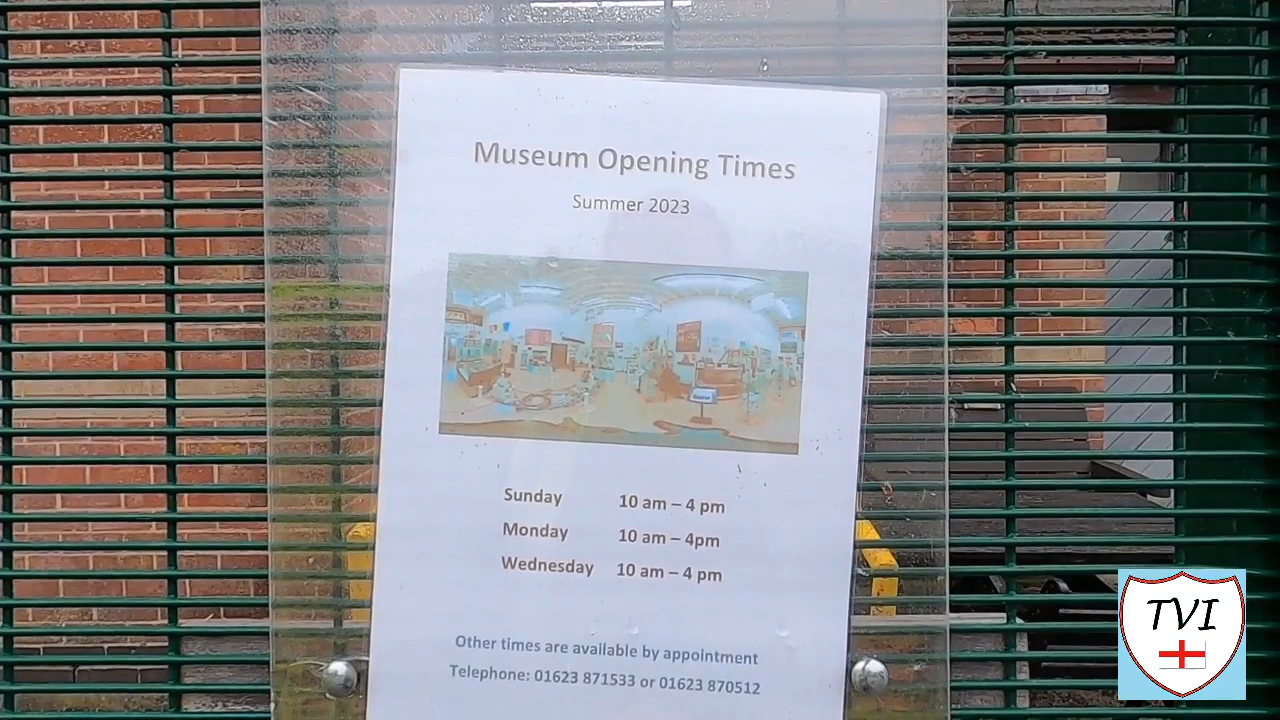 Museum Opening Times
Summer 2023
Sunday 10 am – 4 pm
Monday 10 am – 4pm
Wednesday 10 am – 4 pm
Other times are available by appointment
Telephone: 01623 871533 or 01623 870512
TVI